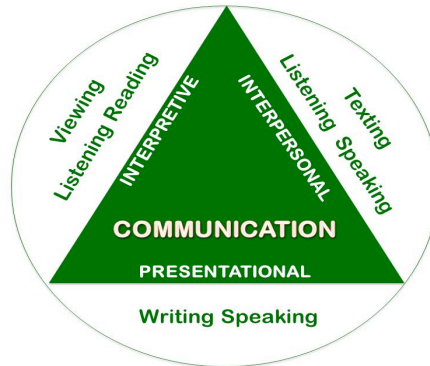 Viewing
Listening Reading
INTERPRETIVE
INTERPERSONAL
Texting
Listening Speaking
COMMUNICATION
PRESENTATIONAL
Writing Speaking